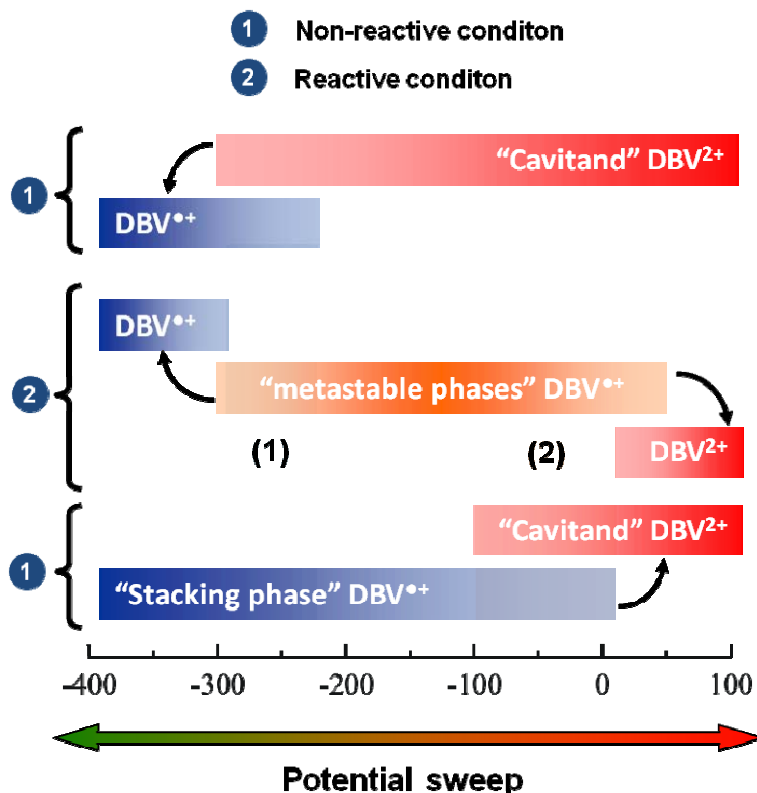 1 Non-reactive conditon
2 Reactive conditon
1
"Cavitand" DBV²⁺
DBV•⁺
2
DBV•⁺
"metastable phases" DBV•⁺
(1) (2) DBV²⁺
1
"Cavitand" DBV²⁺
"Stacking phase" DBV•⁺
-400 -300 -200 -100 0 100
Potential sweep